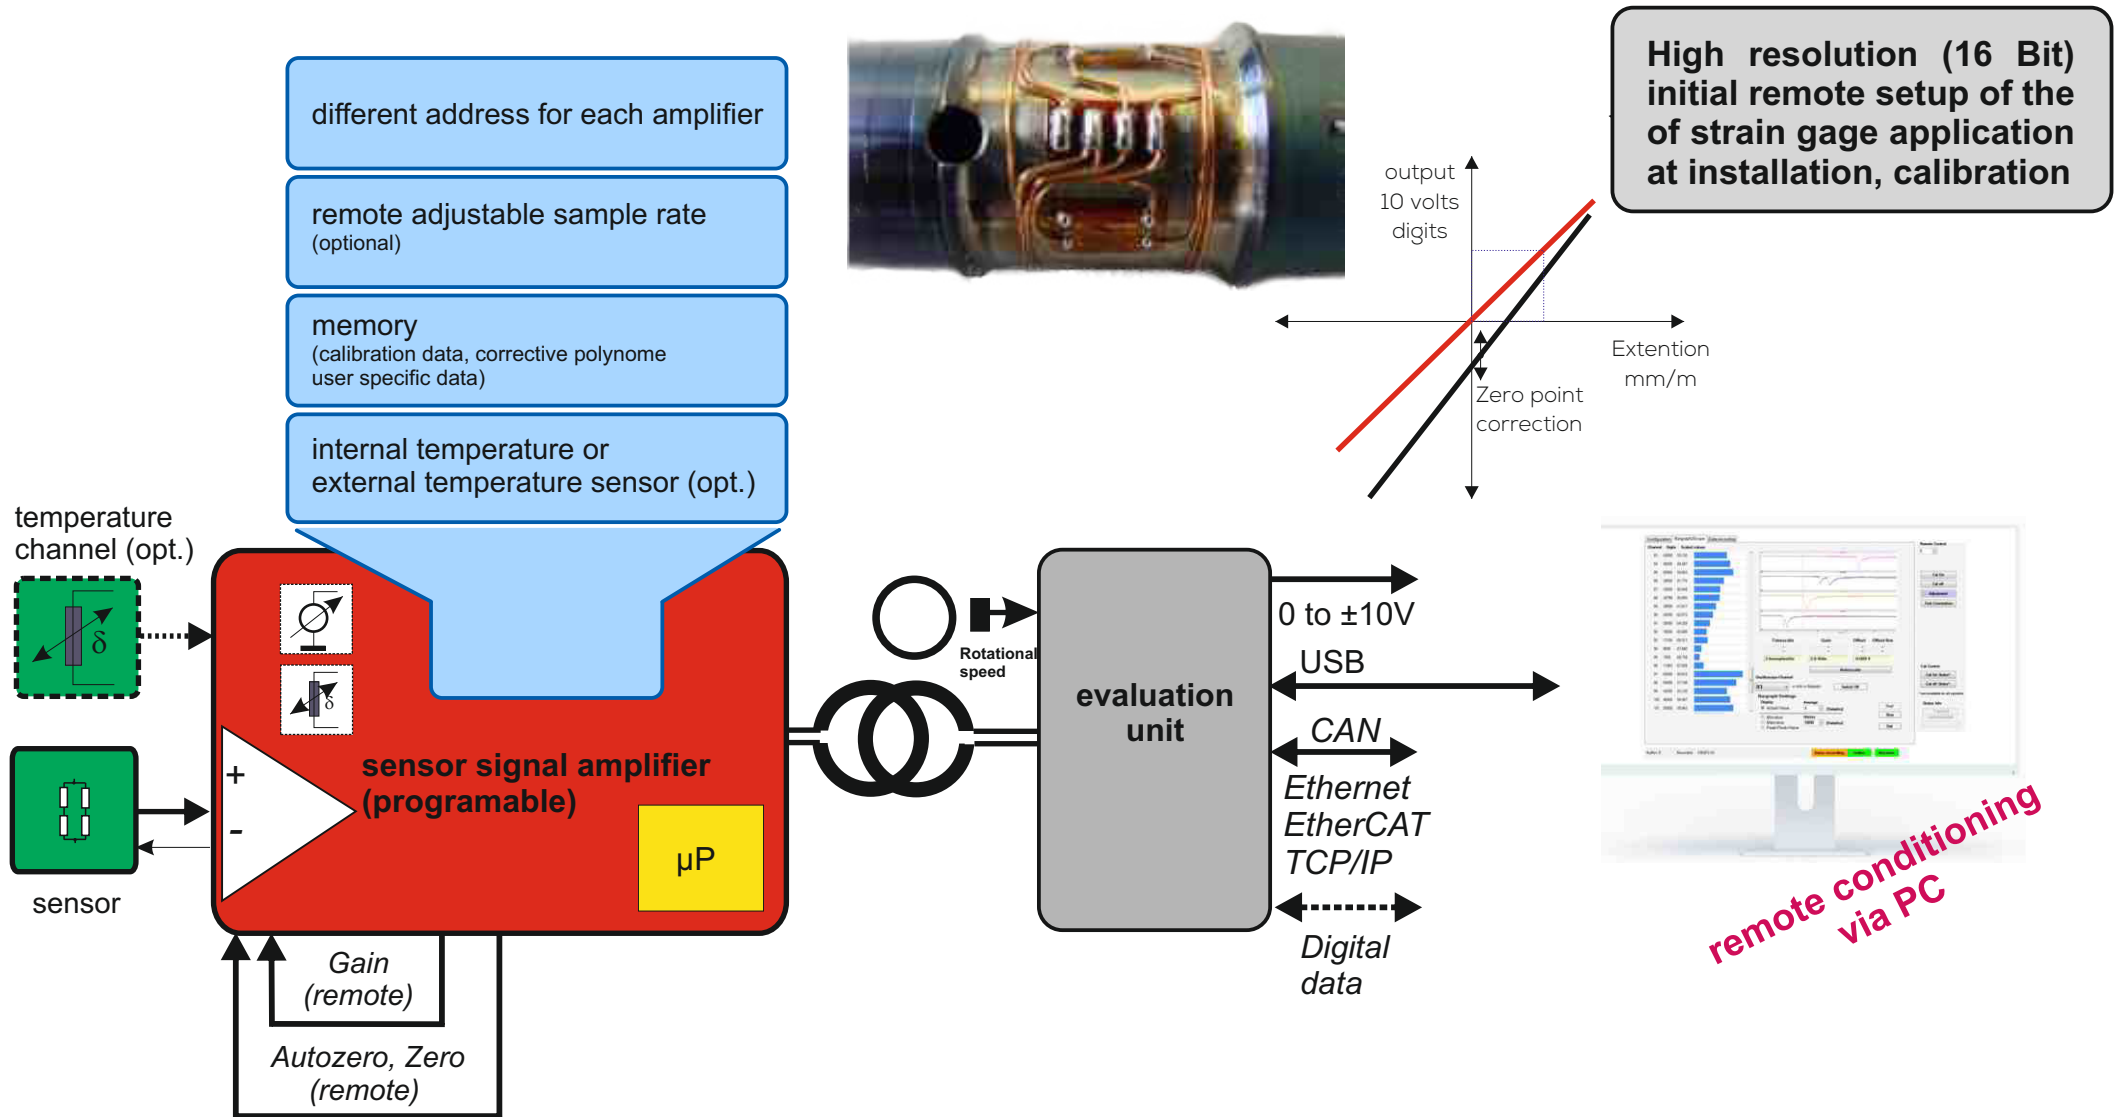 different address for each amplifier
remote adjustable sample rate
(optional)
memory
(calibration data, corrective polynome
user specific data)
internal temperature or
external temperature sensor (opt.)
High resolution (16 Bit)
initial remote setup of the
of strain gage application
at installation, calibration
output
10 volts
digits
Extention
mm/m
Zero point
correction
temperature
channel (opt.)
δ
δ
+
-
sensor
sensor signal amplifier
(programable)
µP
Gain
(remote)
Autozero, Zero
(remote)
Rotational
speed
evaluation
unit
0 to ±10V
USB
CAN
Ethernet
EtherCAT
TCP/IP
Digital
data
remote conditioning
via PC